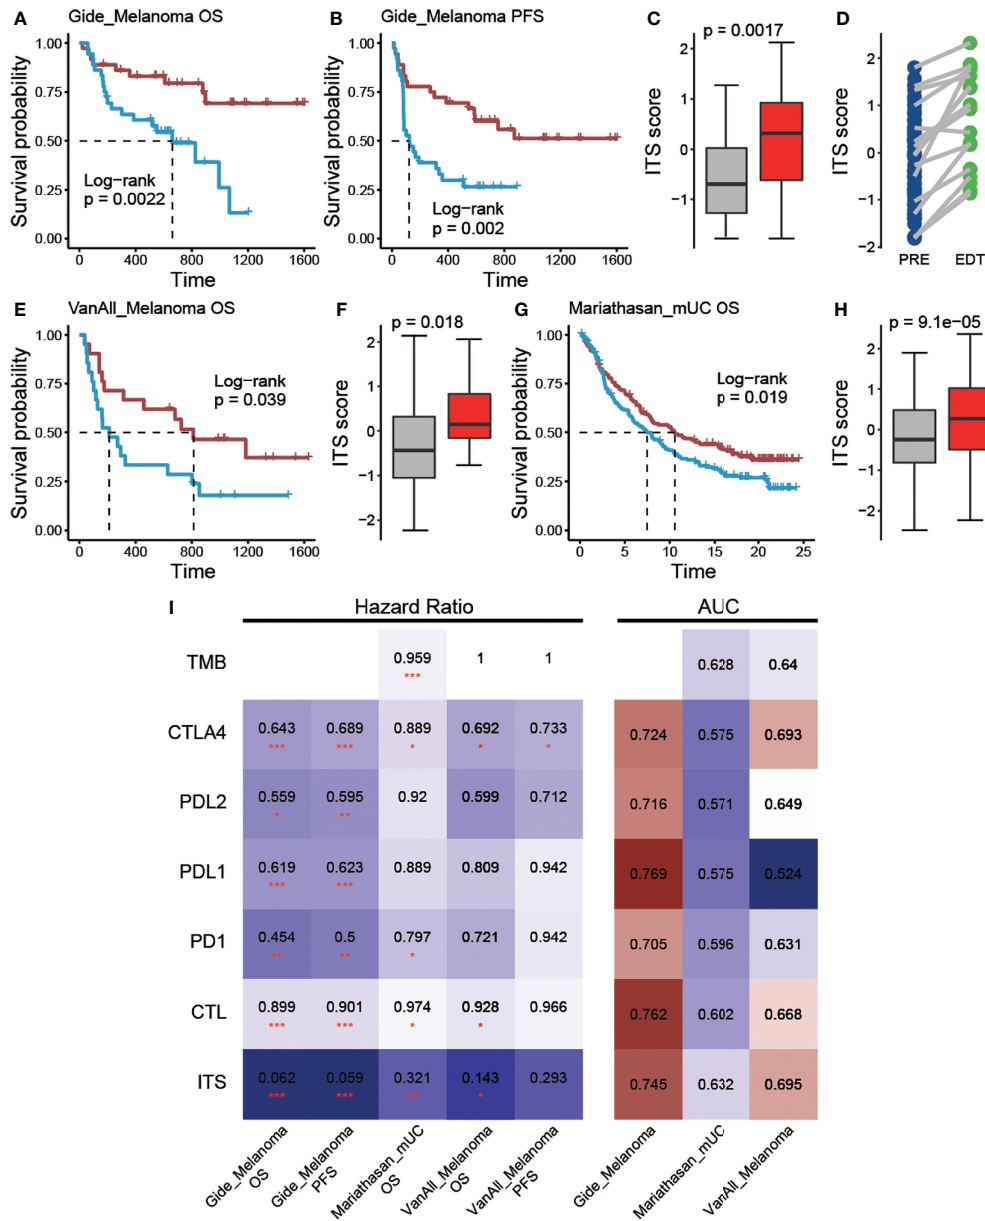 A
Gide_Melanoma OS
Survival probability
1.00
0.75
0.50
0.25
0.00
Log−rank
p = 0.0022
0
400
800
1200
1600
Time
B
Gide_Melanoma PFS
Survival probability
1.00
0.75
0.50
0.25
0.00
Log−rank
p = 0.002
0
400
800
1200
1600
Time
C
p = 0.0017
ITS score
2
1
0
−1
D
ITS score
2
1
0
−1
−2
PRE
EDT
E
VanAll_Melanoma OS
Survival probability
1.00
0.75
0.50
0.25
0.00
Log−rank
p = 0.039
0
400
800
1200
1600
Time
F
p = 0.018
ITS score
2
1
0
−1
−2
G
Mariathasan_mUC OS
Survival probability
1.00
0.75
0.50
0.25
0.00
Log−rank
p = 0.019
0
5
10
15
20
25
Time
H
p = 9.1e−05
ITS score
2
1
0
−1
−2
I
Hazard Ratio
AUC
TMB
0.959
1
1
0.628
0.64
***
CTLA4
0.643
0.689
0.889
0.692
0.733
0.724
0.575
0.693
***
***
*
*
*
PDL2
0.559
0.595
0.92
0.599
0.712
0.716
0.571
0.649
*
**
PDL1
0.619
0.623
0.889
0.809
0.942
0.769
0.575
0.524
***
***
PD1
0.454
0.5
0.797
0.721
0.942
0.705
0.596
0.631
**
**
*
CTL
0.899
0.901
0.974
0.928
0.966
0.762
0.602
0.668
***
***
*
*
ITS
0.062
0.059
0.321
0.143
0.293
0.745
0.632
0.695
***
***
**
*
Gide_Melanoma
OS
Gide_Melanoma
PFS
Mariathasan_mUC
OS
VanAll_Melanoma
OS
VanAll_Melanoma
PFS
Gide_Melanoma
Mariathasan_mUC
VanAll_Melanoma